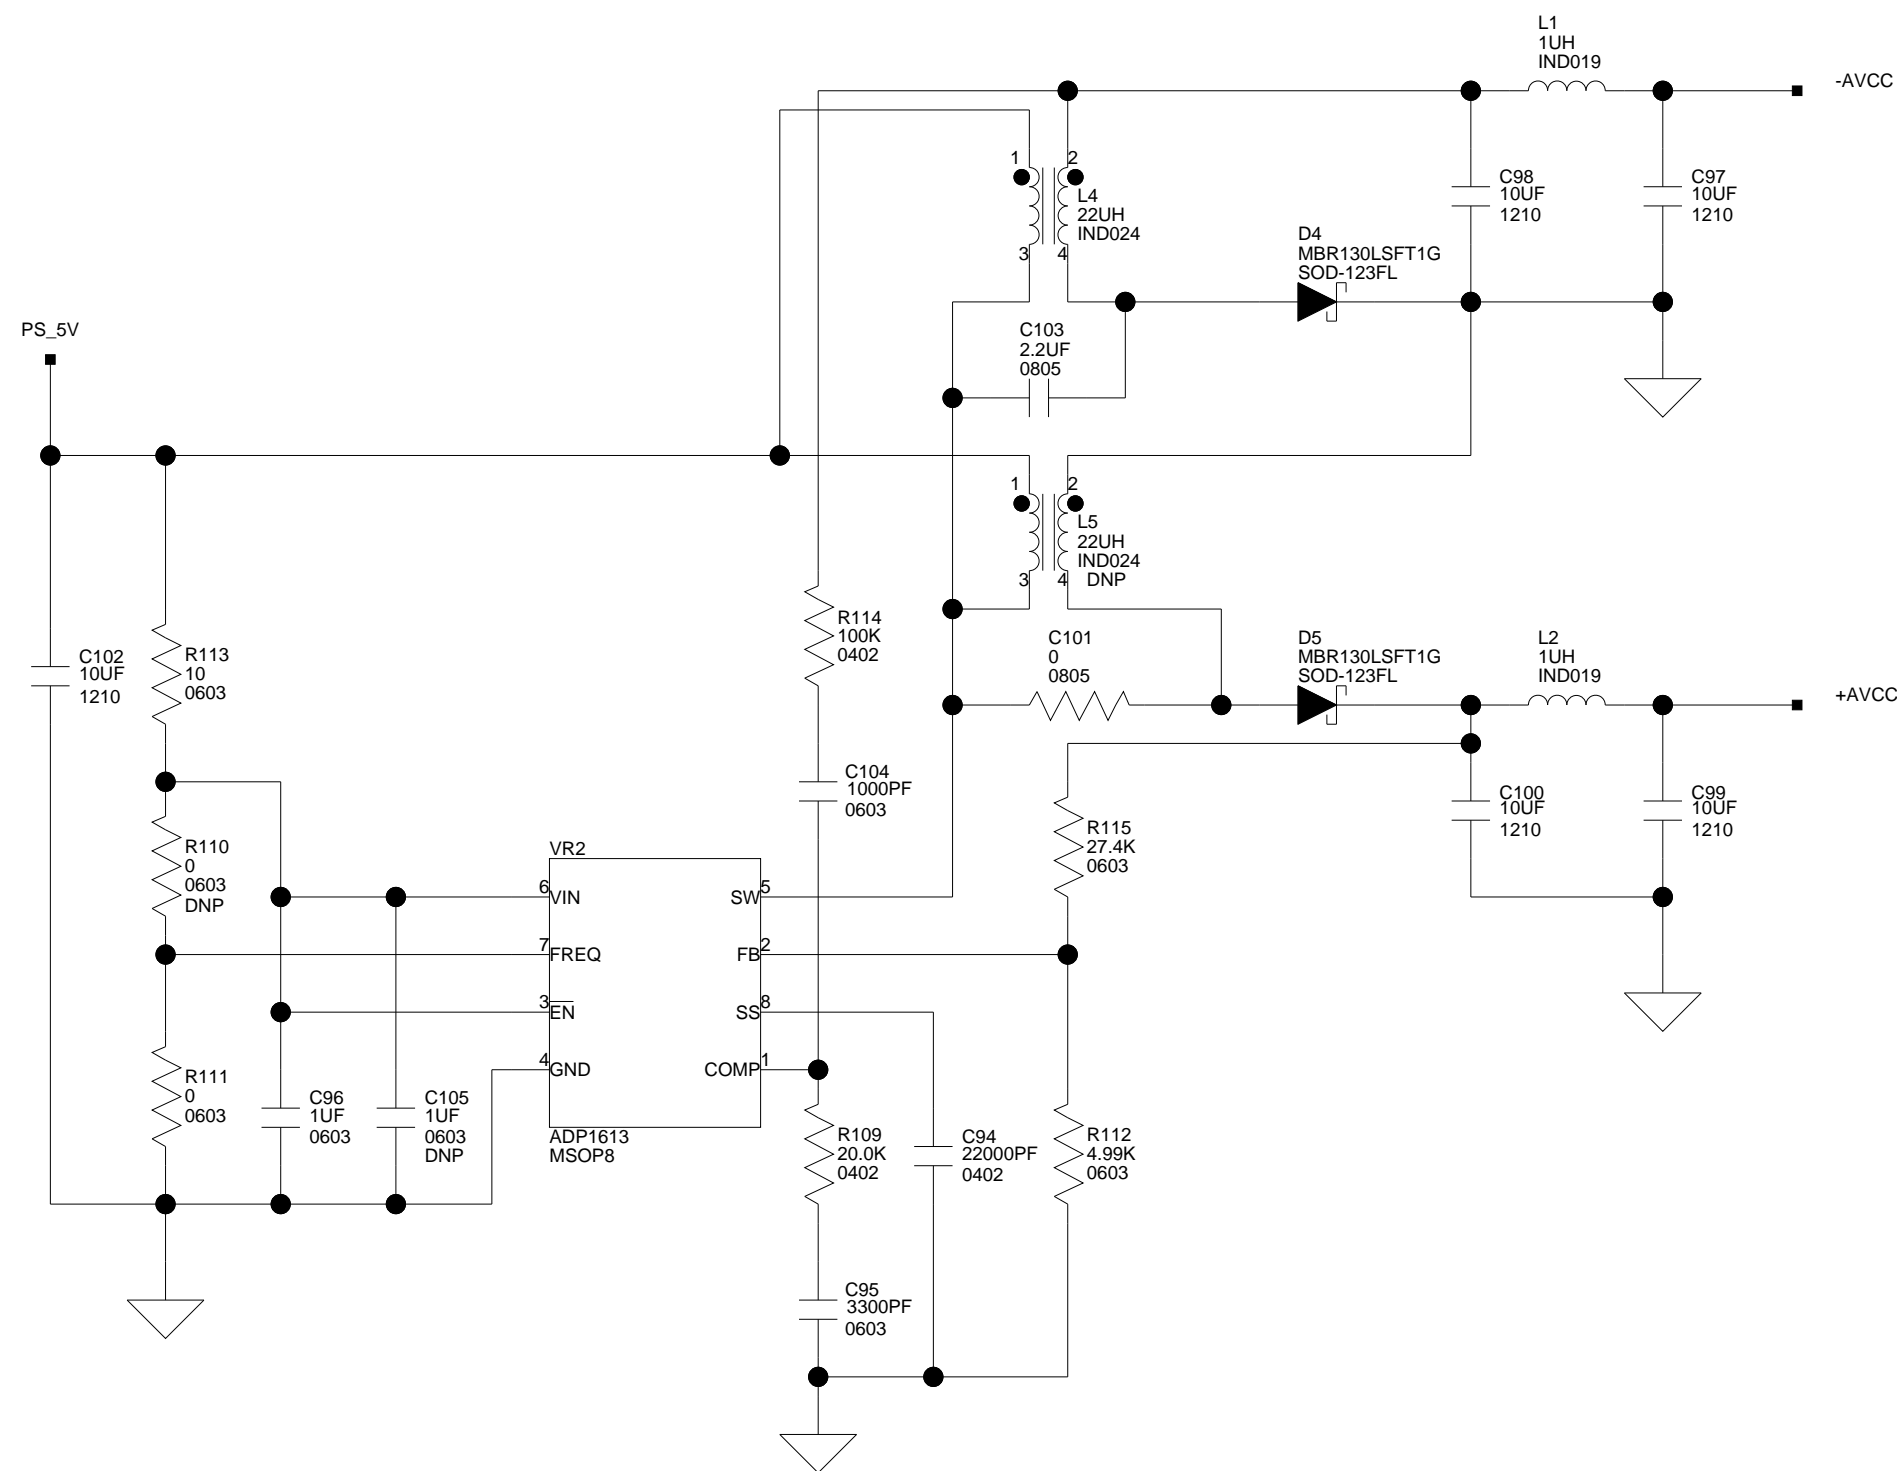 L1
1UH
IND019
-AVCC
1
2
L4
22UH
IND024
3
4
C98
10UF
1210
C97
10UF
1210
D4
MBR130LSFT1G
SOD-123FL
PS_5V
C103
2.2UF
0805
1
2
L5
22UH
IND024
3
4
DNP
R114
100K
0402
C101
0
0805
D5
MBR130LSFT1G
SOD-123FL
L2
1UH
IND019
+AVCC
C102
10UF
1210
R113
10
0603
C104
1000PF
0603
C100
10UF
1210
C99
10UF
1210
R115
27.4K
0603
R110
0
0603
DNP
VR2
6
VIN
SW
5
7
FREQ
FB
2
3
EN
SS
8
4
GND
COMP
1
R111
0
0603
C96
1UF
0603
C105
1UF
0603
DNP
ADP1613
MSOP8
R109
20.0K
0402
C94
22000PF
0402
R112
4.99K
0603
C95
3300PF
0603